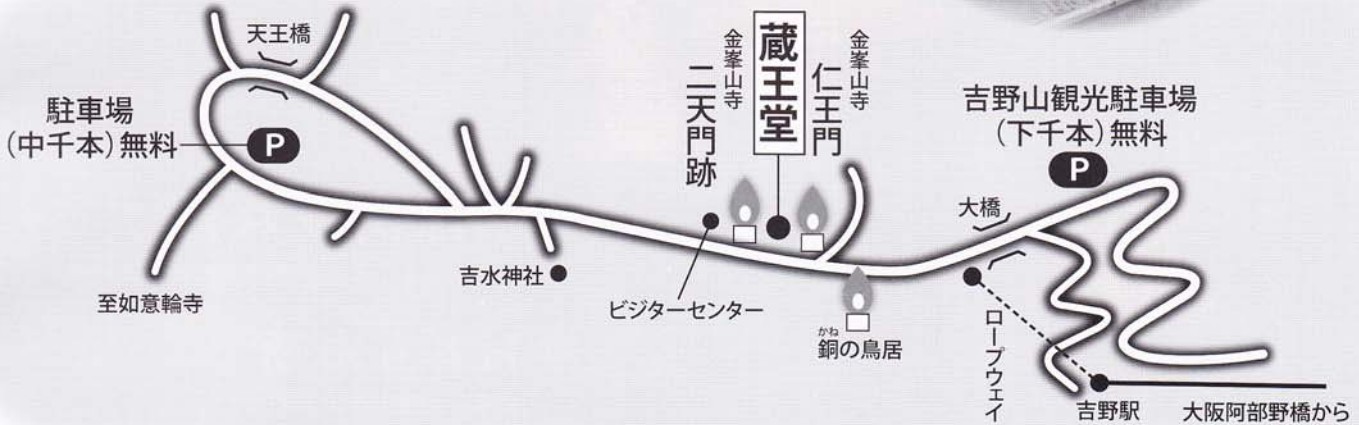 天王橋
駐車場
(中千本)無料
P
至如意輪寺
吉水神社
ビジターセンター
金峯山寺
二天門跡
蔵王堂
金峯山寺
仁王門
かね
銅の鳥居
吉野山観光駐車場
(下千本)無料
P
大橋
ロープウェイ
吉野駅
大阪阿部野橋から